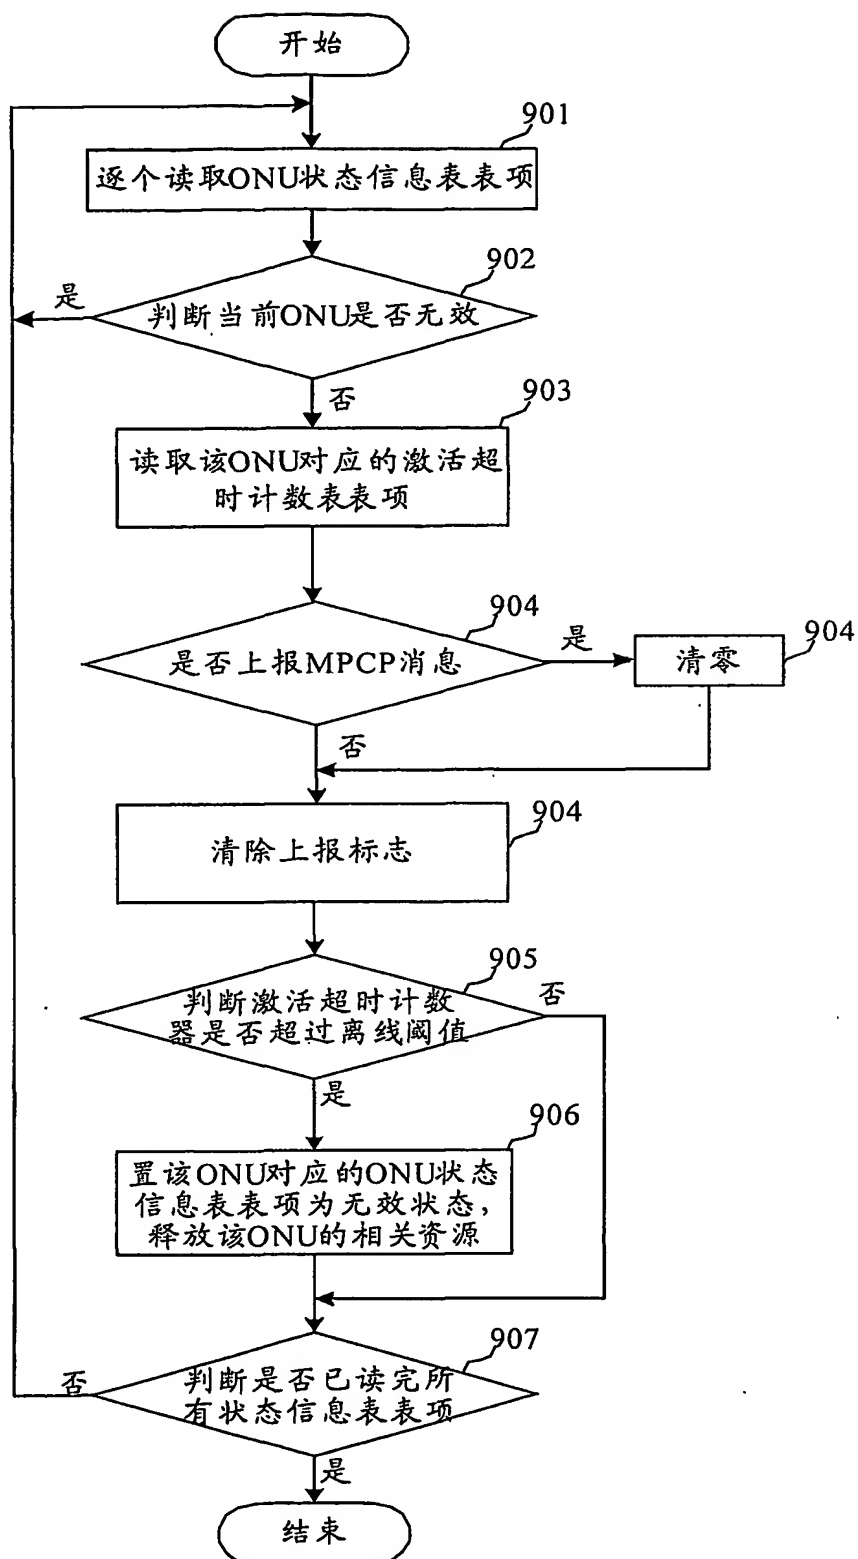 开始
901
逐个读取ONU状态信息表表项
902
是
判断当前ONU是否无效
否
903
读取该ONU对应的激活超
时计数表表项
904
是否上报MPCP消息
是
904
清零
否
904
清除上报标志
905
否
判断激活超时计数
器是否超过离线阈值
是
906
置该ONU对应的ONU状态
信息表表项为无效状态，
释放该ONU的相关资源
907
否
判断是否已读完所
有状态信息表表项
是
结束